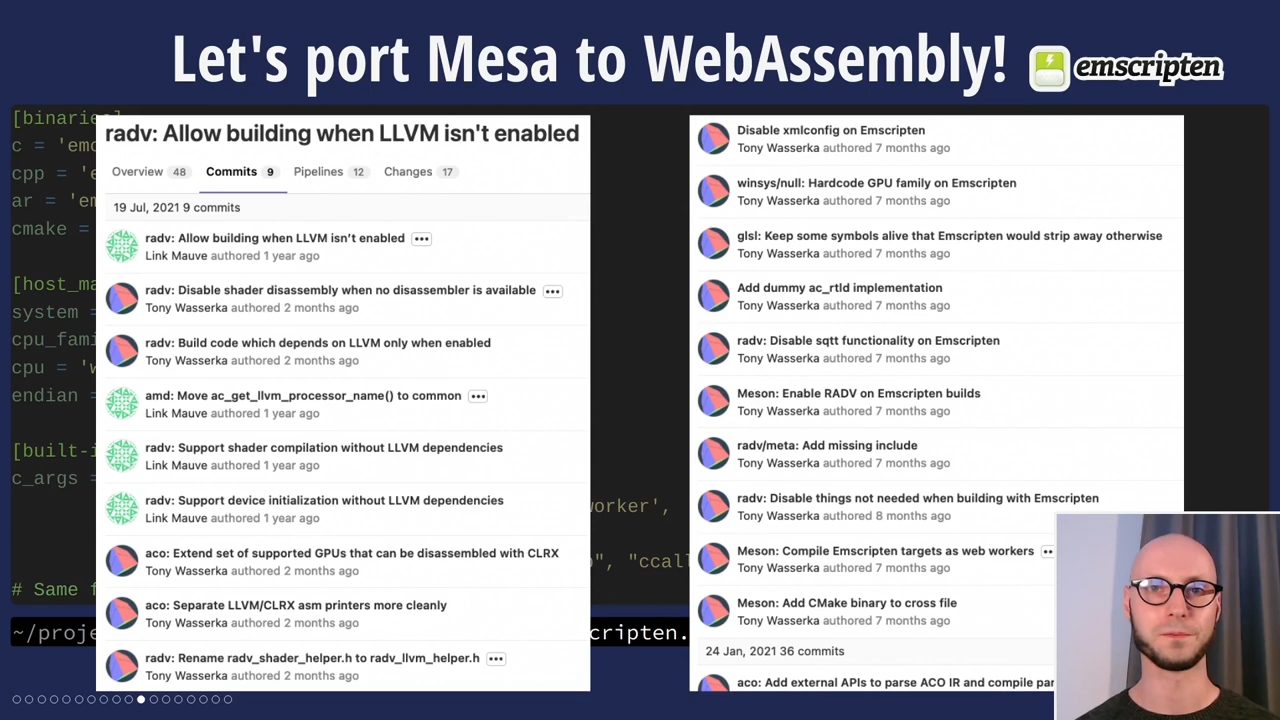 Let's port Mesa to WebAssembly!
emscripten
[binaries]
c = 'emc
cpp = 'e
ar = 'em
cmake =
[host_ma
system =
cpu_fami
cpu = 'w
endian =
[built-i
c_args =
orker',
", "ccal
# Same f
~/proje
scripten.
radv: Allow building when LLVM isn't enabled
Overview 48 Commits 9 Pipelines 12 Changes 17
19 Jul, 2021 9 commits
radv: Allow building when LLVM isn't enabled
Link Mauve authored 1 year ago
radv: Disable shader disassembly when no disassembler is available
Tony Wasserka authored 2 months ago
radv: Build code which depends on LLVM only when enabled
Tony Wasserka authored 2 months ago
amd: Move ac_get_llvm_processor_name() to common
Link Mauve authored 1 year ago
radv: Support shader compilation without LLVM dependencies
Link Mauve authored 1 year ago
radv: Support device initialization without LLVM dependencies
Link Mauve authored 1 year ago
aco: Extend set of supported GPUs that can be disassembled with CLRX
Tony Wasserka authored 2 months ago
aco: Separate LLVM/CLRX asm printers more cleanly
Tony Wasserka authored 2 months ago
radv: Rename radv_shader_helper.h to radv_llvm_helper.h
Tony Wasserka authored 2 months ago
Disable xmlconfig on Emscripten
Tony Wasserka authored 7 months ago
winsys/null: Hardcode GPU family on Emscripten
Tony Wasserka authored 7 months ago
glsl: Keep some symbols alive that Emscripten would strip away otherwise
Tony Wasserka authored 7 months ago
Add dummy ac_rtld implementation
Tony Wasserka authored 7 months ago
radv: Disable sqtt functionality on Emscripten
Tony Wasserka authored 7 months ago
Meson: Enable RADV on Emscripten builds
Tony Wasserka authored 7 months ago
radv/meta: Add missing include
Tony Wasserka authored 7 months ago
radv: Disable things not needed when building with Emscripten
Tony Wasserka authored 8 months ago
Meson: Compile Emscripten targets as web workers
Tony Wasserka authored 7 months ago
Meson: Add CMake binary to cross file
Tony Wasserka authored 7 months ago
24 Jan, 2021 36 commits
aco: Add external APIs to parse ACO IR and compile par